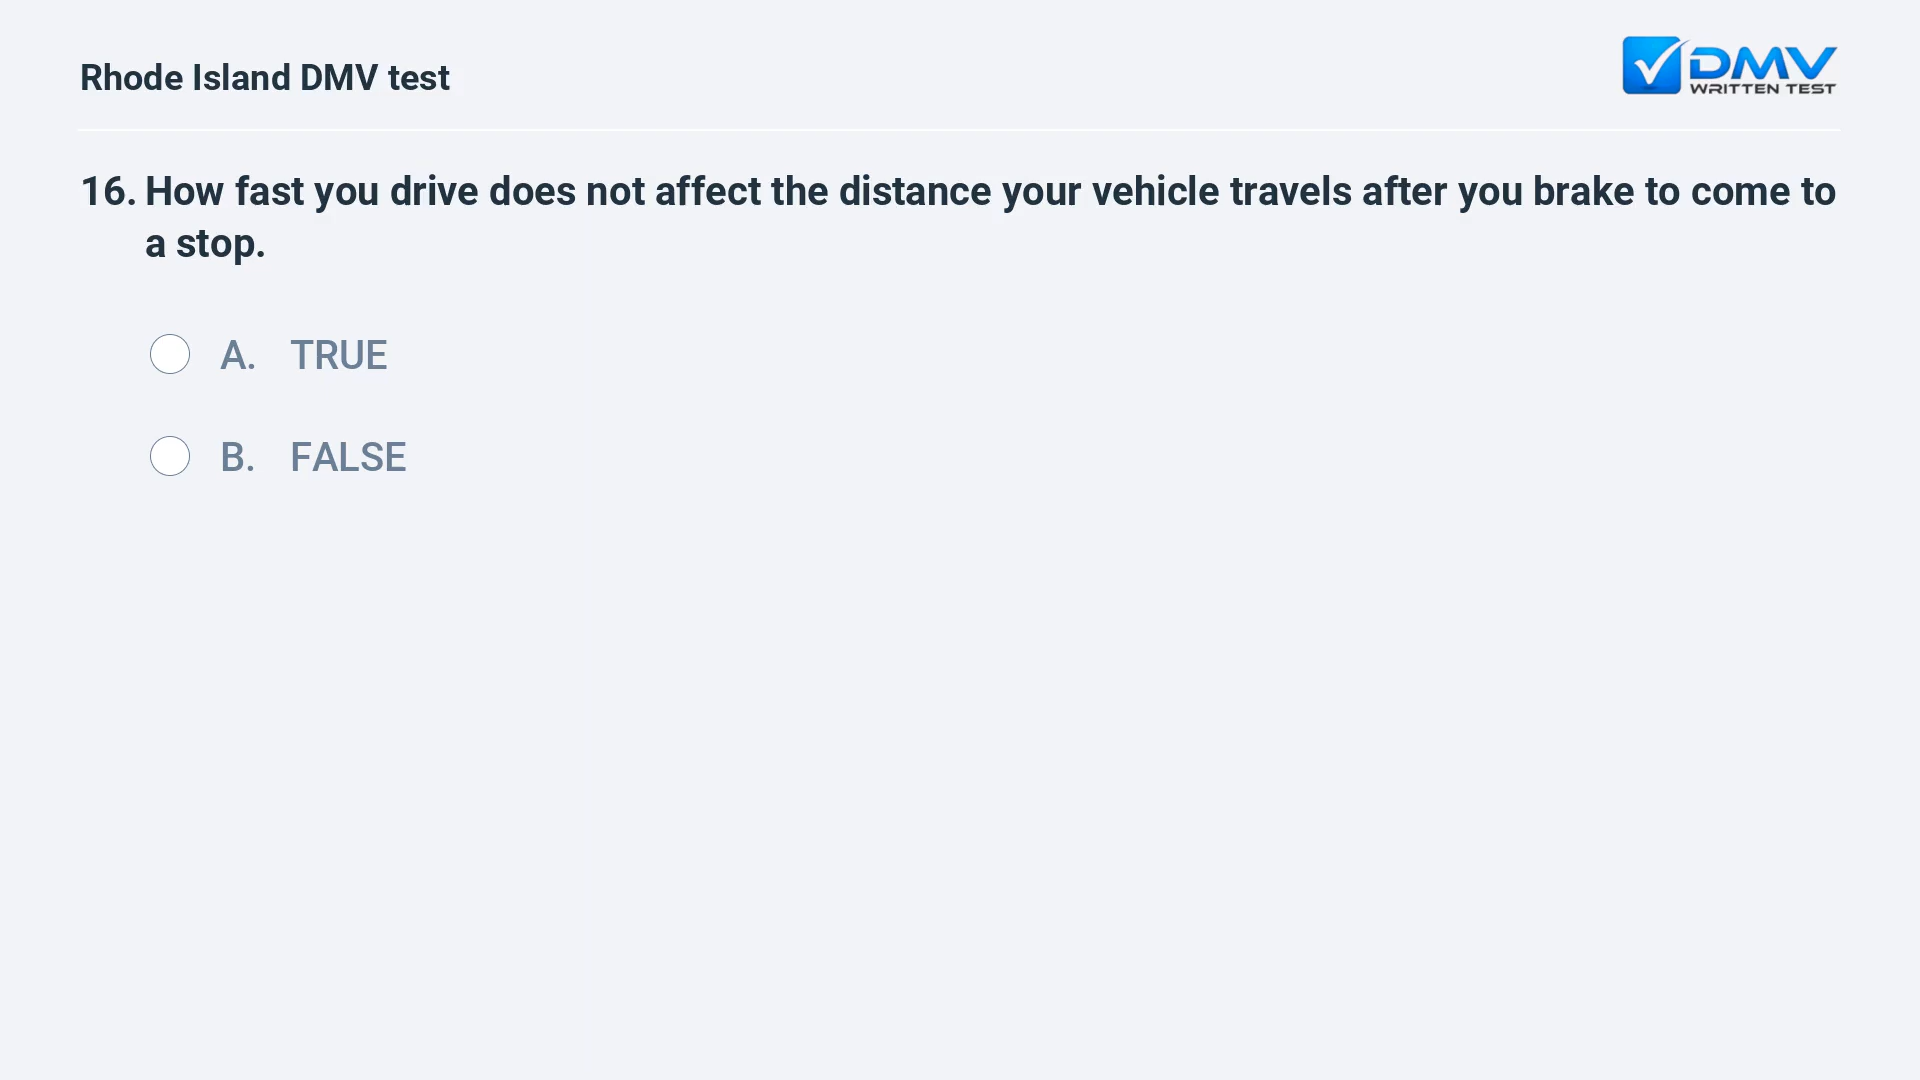 Rhode Island DMV test
DMV
WRITTEN TEST
16. How fast you drive does not affect the distance your vehicle travels after you brake to come to
a stop.
A. TRUE
B. FALSE